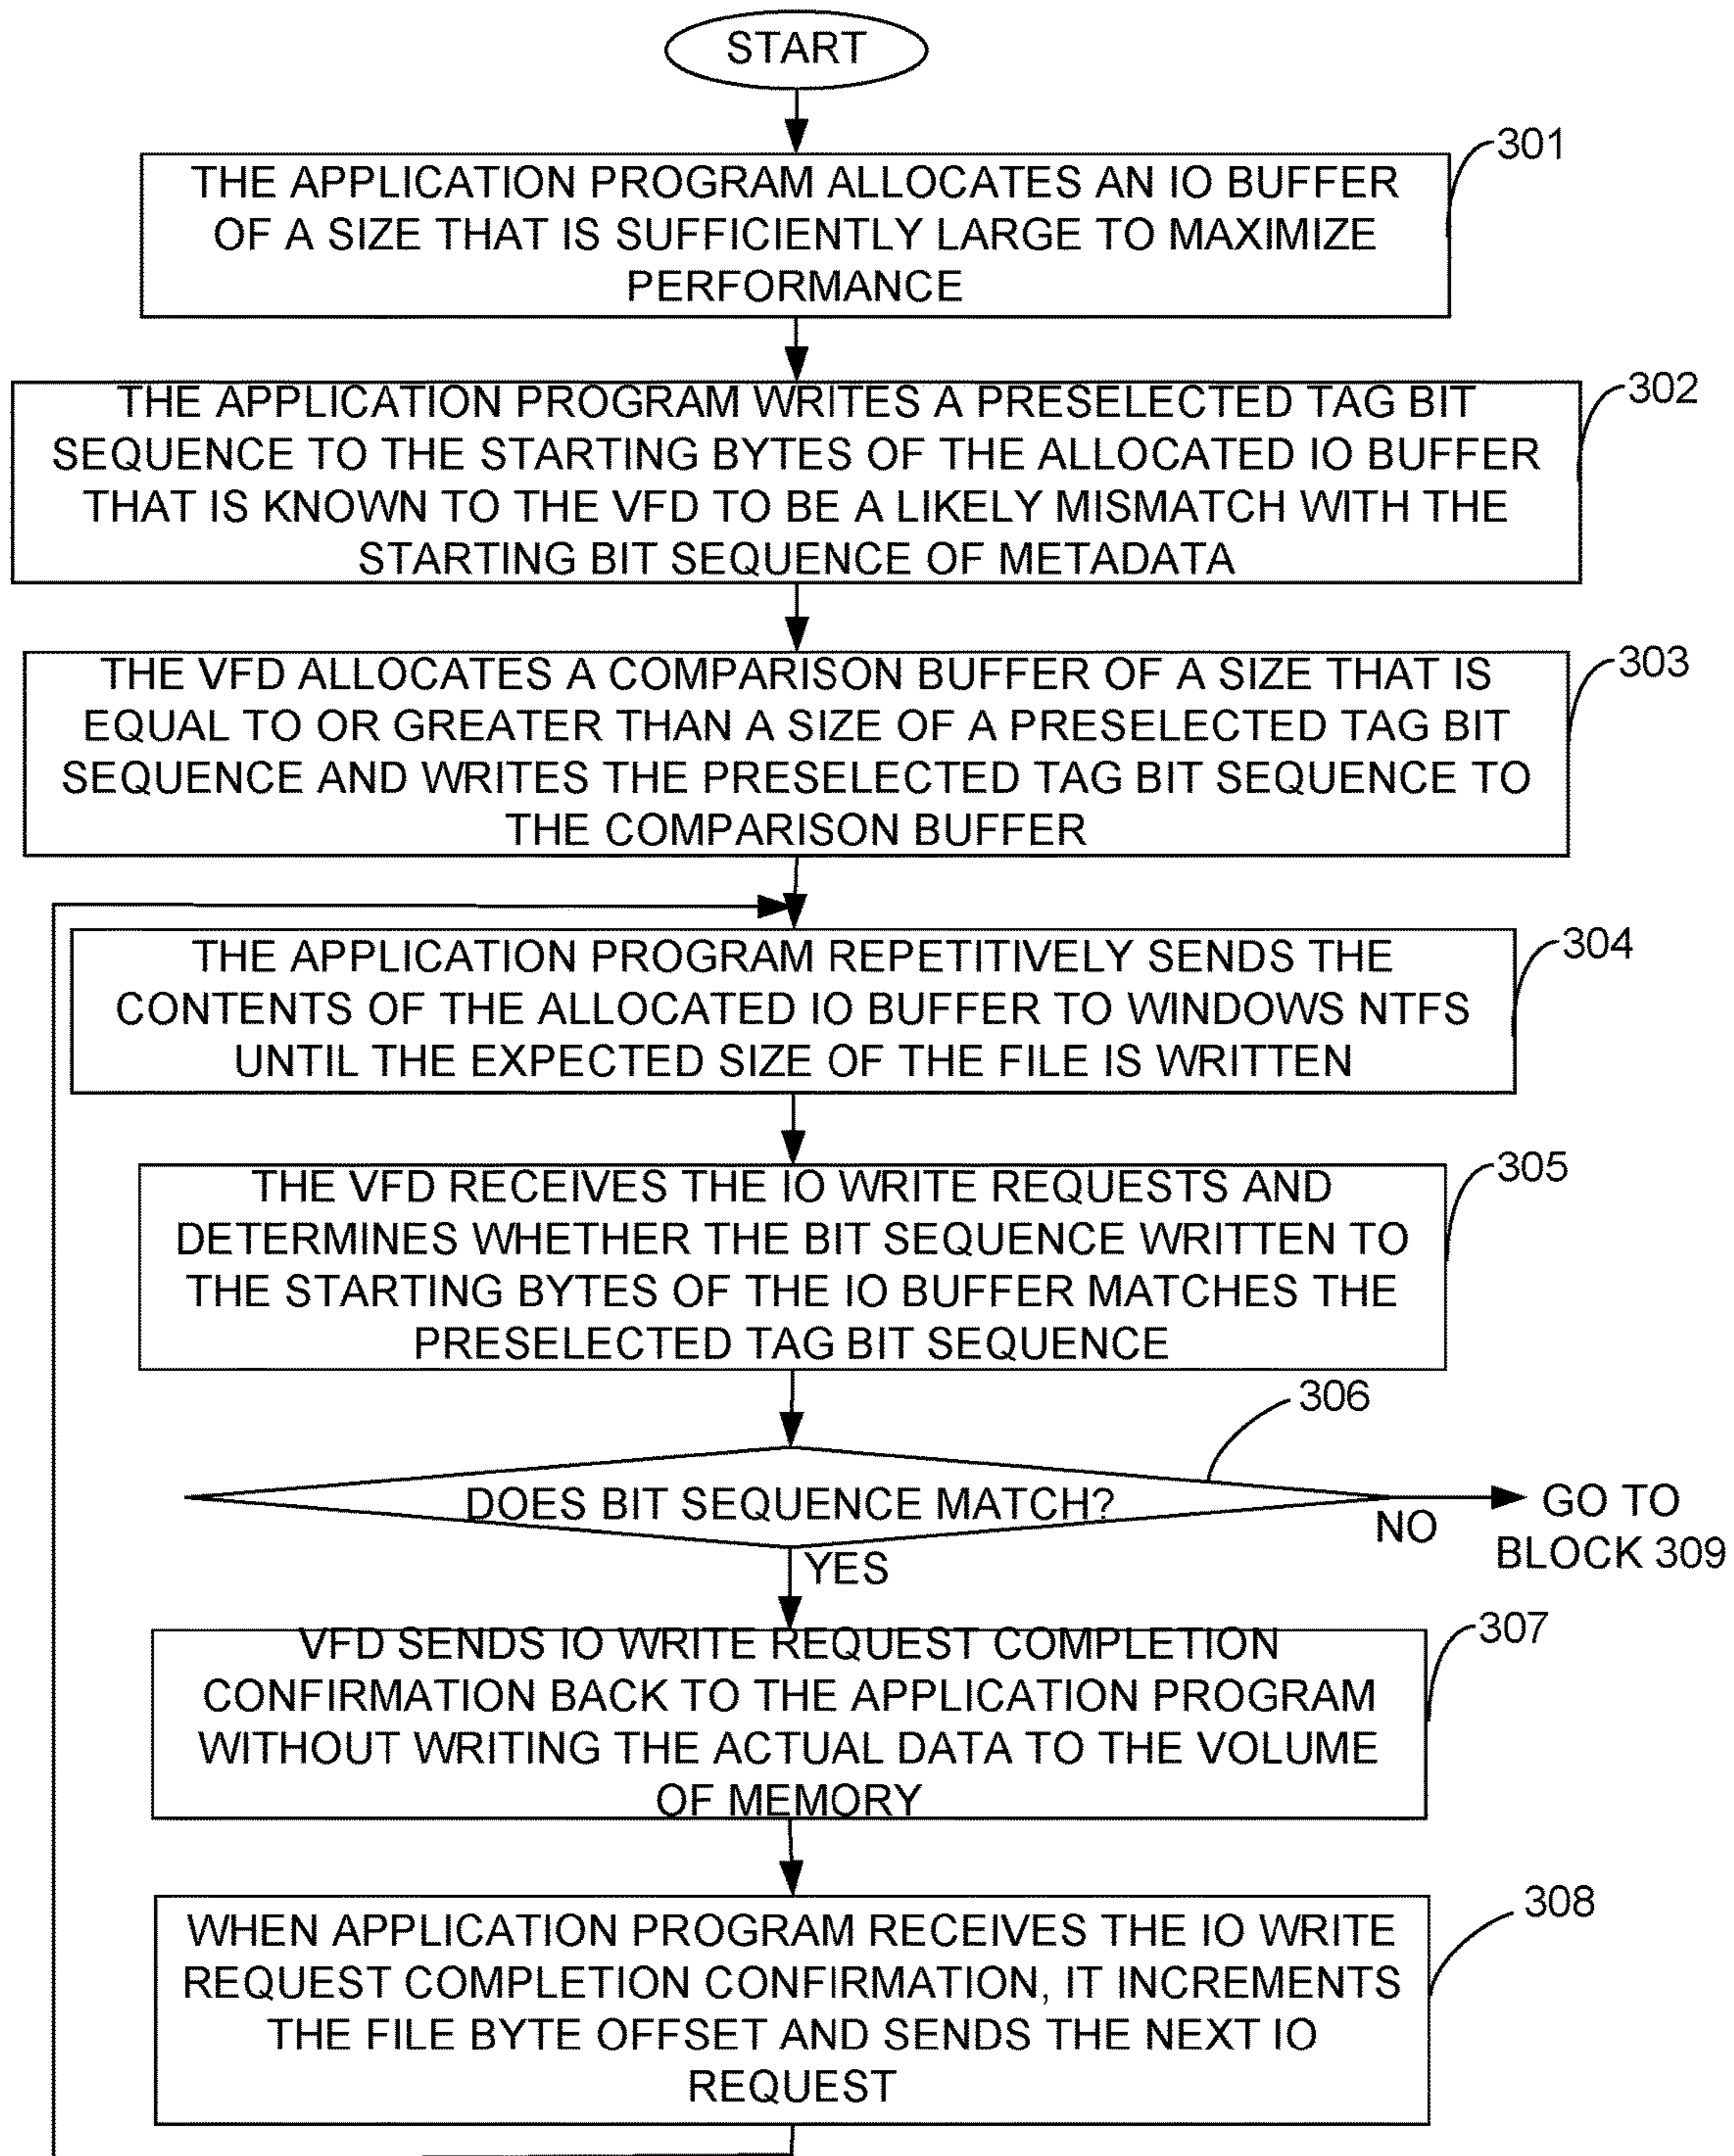 START
301
THE APPLICATION PROGRAM ALLOCATES AN IO BUFFER
OF A SIZE THAT IS SUFFICIENTLY LARGE TO MAXIMIZE
PERFORMANCE
302
THE APPLICATION PROGRAM WRITES A PRESELECTED TAG BIT
SEQUENCE TO THE STARTING BYTES OF THE ALLOCATED IO BUFFER
THAT IS KNOWN TO THE VFD TO BE A LIKELY MISMATCH WITH THE
STARTING BIT SEQUENCE OF METADATA
303
THE VFD ALLOCATES A COMPARISON BUFFER OF A SIZE THAT IS
EQUAL TO OR GREATER THAN A SIZE OF A PRESELECTED TAG BIT
SEQUENCE AND WRITES THE PRESELECTED TAG BIT SEQUENCE TO
THE COMPARISON BUFFER
304
THE APPLICATION PROGRAM REPETITIVELY SENDS THE
CONTENTS OF THE ALLOCATED IO BUFFER TO WINDOWS NTFS
UNTIL THE EXPECTED SIZE OF THE FILE IS WRITTEN
305
THE VFD RECEIVES THE IO WRITE REQUESTS AND
DETERMINES WHETHER THE BIT SEQUENCE WRITTEN TO
THE STARTING BYTES OF THE IO BUFFER MATCHES THE
PRESELECTED TAG BIT SEQUENCE
306
DOES BIT SEQUENCE MATCH?
NO
GO TO
BLOCK 309
YES
307
VFD SENDS IO WRITE REQUEST COMPLETION
CONFIRMATION BACK TO THE APPLICATION PROGRAM
WITHOUT WRITING THE ACTUAL DATA TO THE VOLUME
OF MEMORY
308
WHEN APPLICATION PROGRAM RECEIVES THE IO WRITE
REQUEST COMPLETION CONFIRMATION, IT INCREMENTS
THE FILE BYTE OFFSET AND SENDS THE NEXT IO
REQUEST